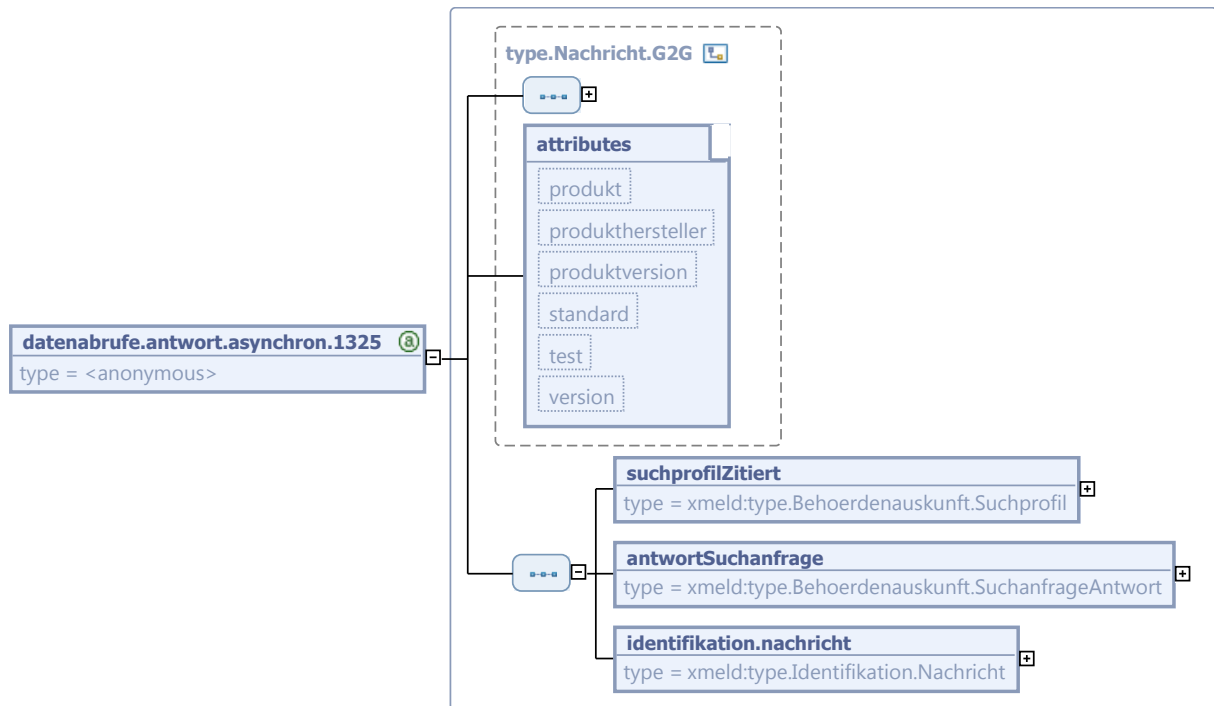 type.Nachricht.G2G
attributes
produkt
produkthersteller
produktversion
standard
test
version
datenabrufe.antwort.asynchron.1325 a
type = <anonymous>
suchprofilZitiert
type = xmeld:type.Behoerdenauskunft.Suchprofil
antwortSuchanfrage
type = xmeld:type.Behoerdenauskunft.SuchanfrageAntwort
identifikation.nachricht
type = xmeld:type.Identifikation.Nachricht